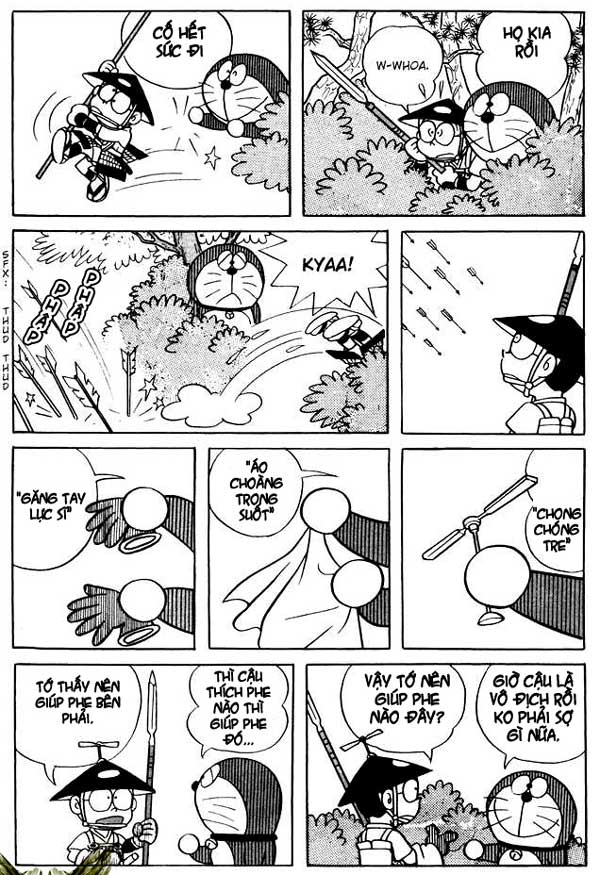 HỌ KIA
RỒI
W-WHOA.
CỐ HẾT
SỨC ĐI
KYAA!
PHẬP
PHẬP
SFX: THUD THUD
"CHONG
CHÓNG
TRE"
"ÁO
CHOÀNG
TRONG
SUỐT"
"GĂNG TAY
LỰC SĨ"
GIỜ CẬU LÀ
VÔ ĐỊCH RỒI
KO PHẢI SỢ
GÌ NỮA.
VẬY TỚ NÊN
GIÚP PHE
NÀO ĐÂY?
THÌ CẬU
THÍCH PHE
NÀO THÌ
GIÚP PHE
ĐÓ...
TỚ THẤY NÊN
GIÚP PHE BÊN
PHẢI.